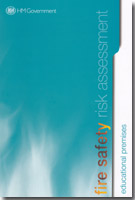 HM Government
fire safety risk assessment
educational premises